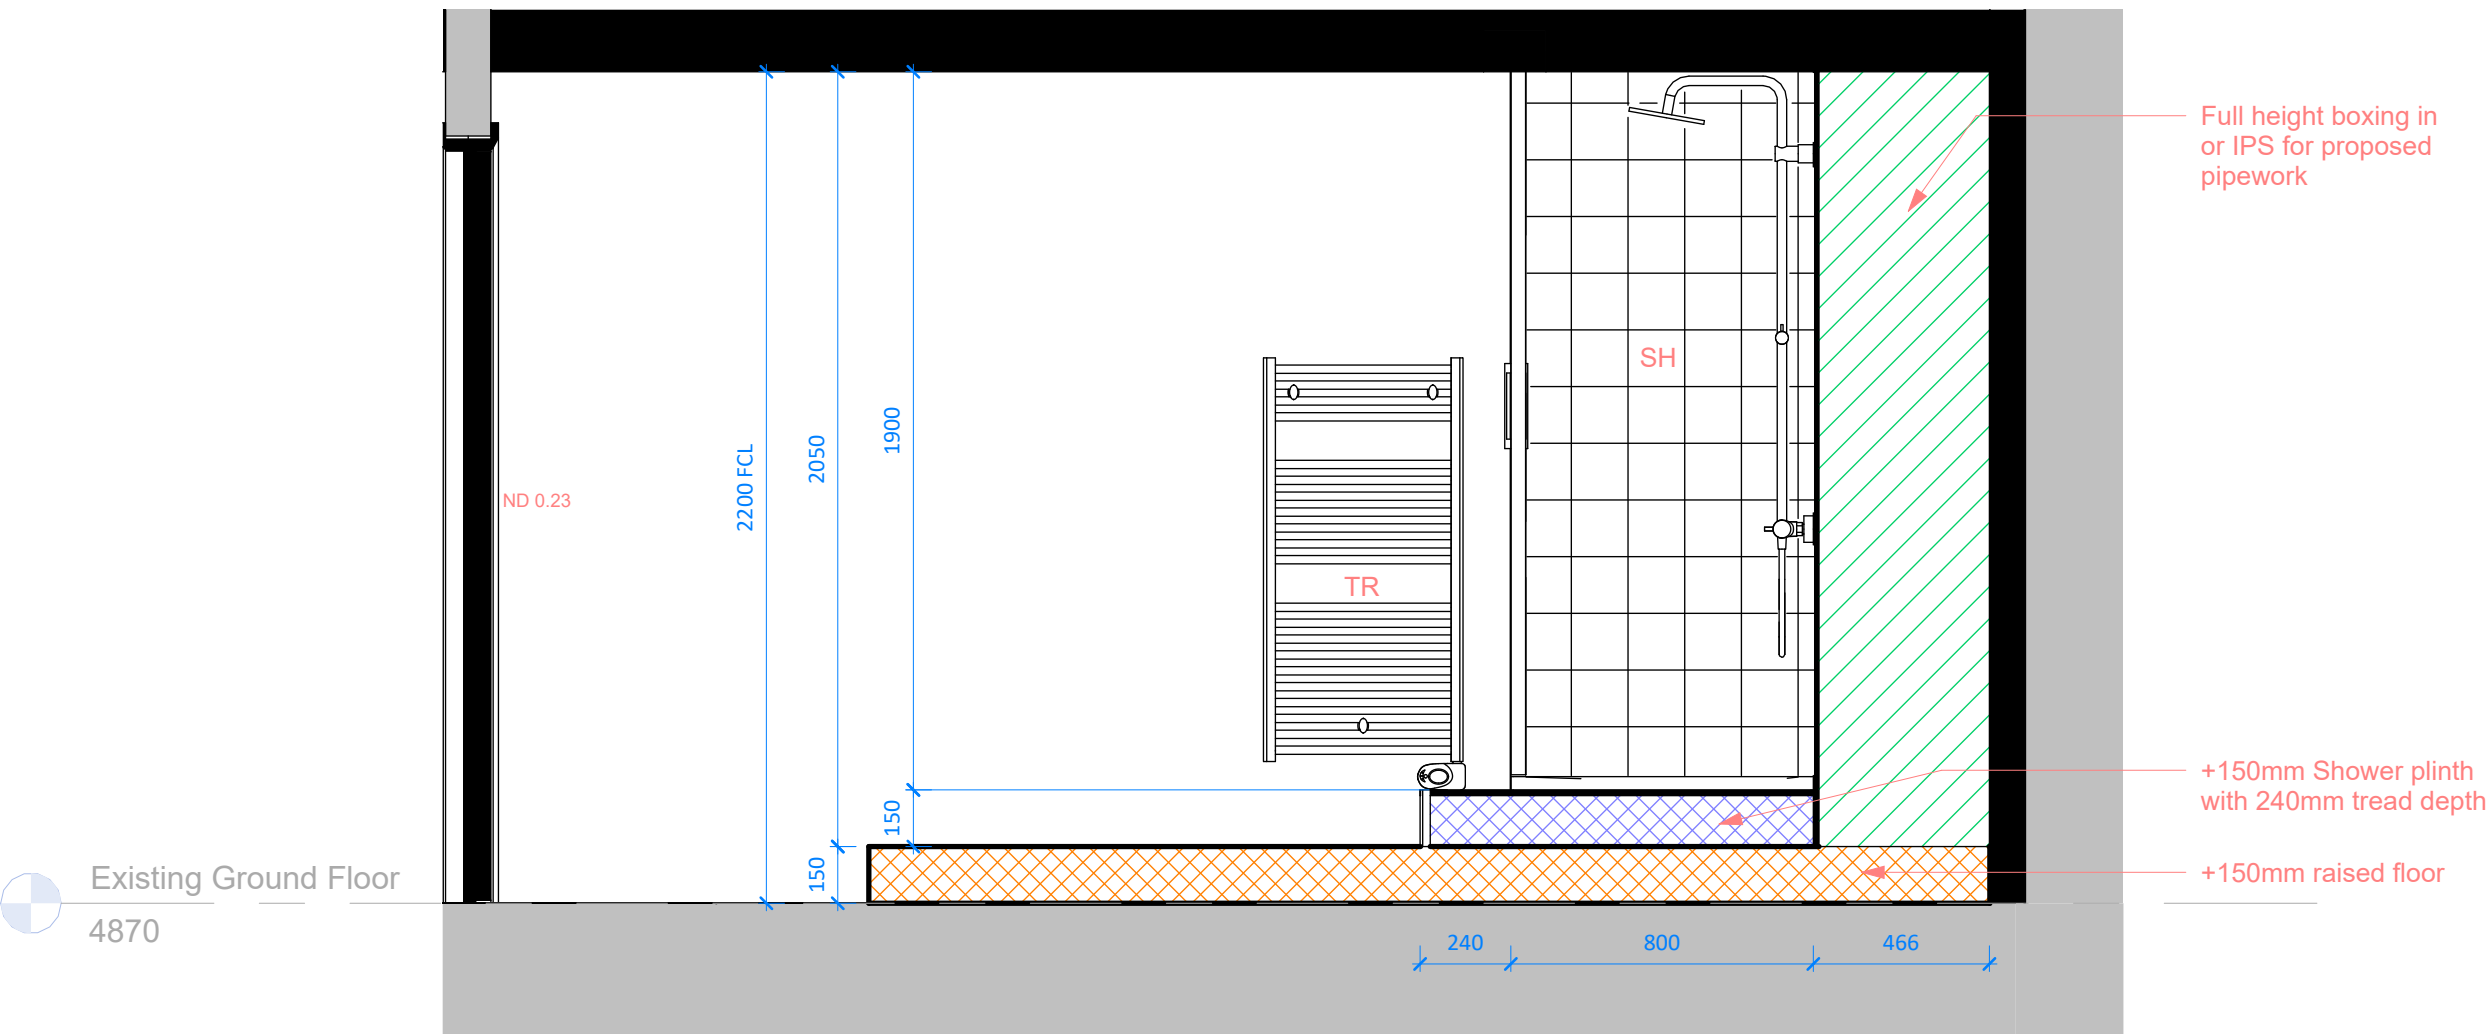 Full height boxing in
or IPS for proposed
pipework
SH
1900
2050
2200 FCL
ND 0.23
TR
+150mm Shower plinth
with 240mm tread depth
150
150
+150mm raised floor
Existing Ground Floor
4870
240
800
466